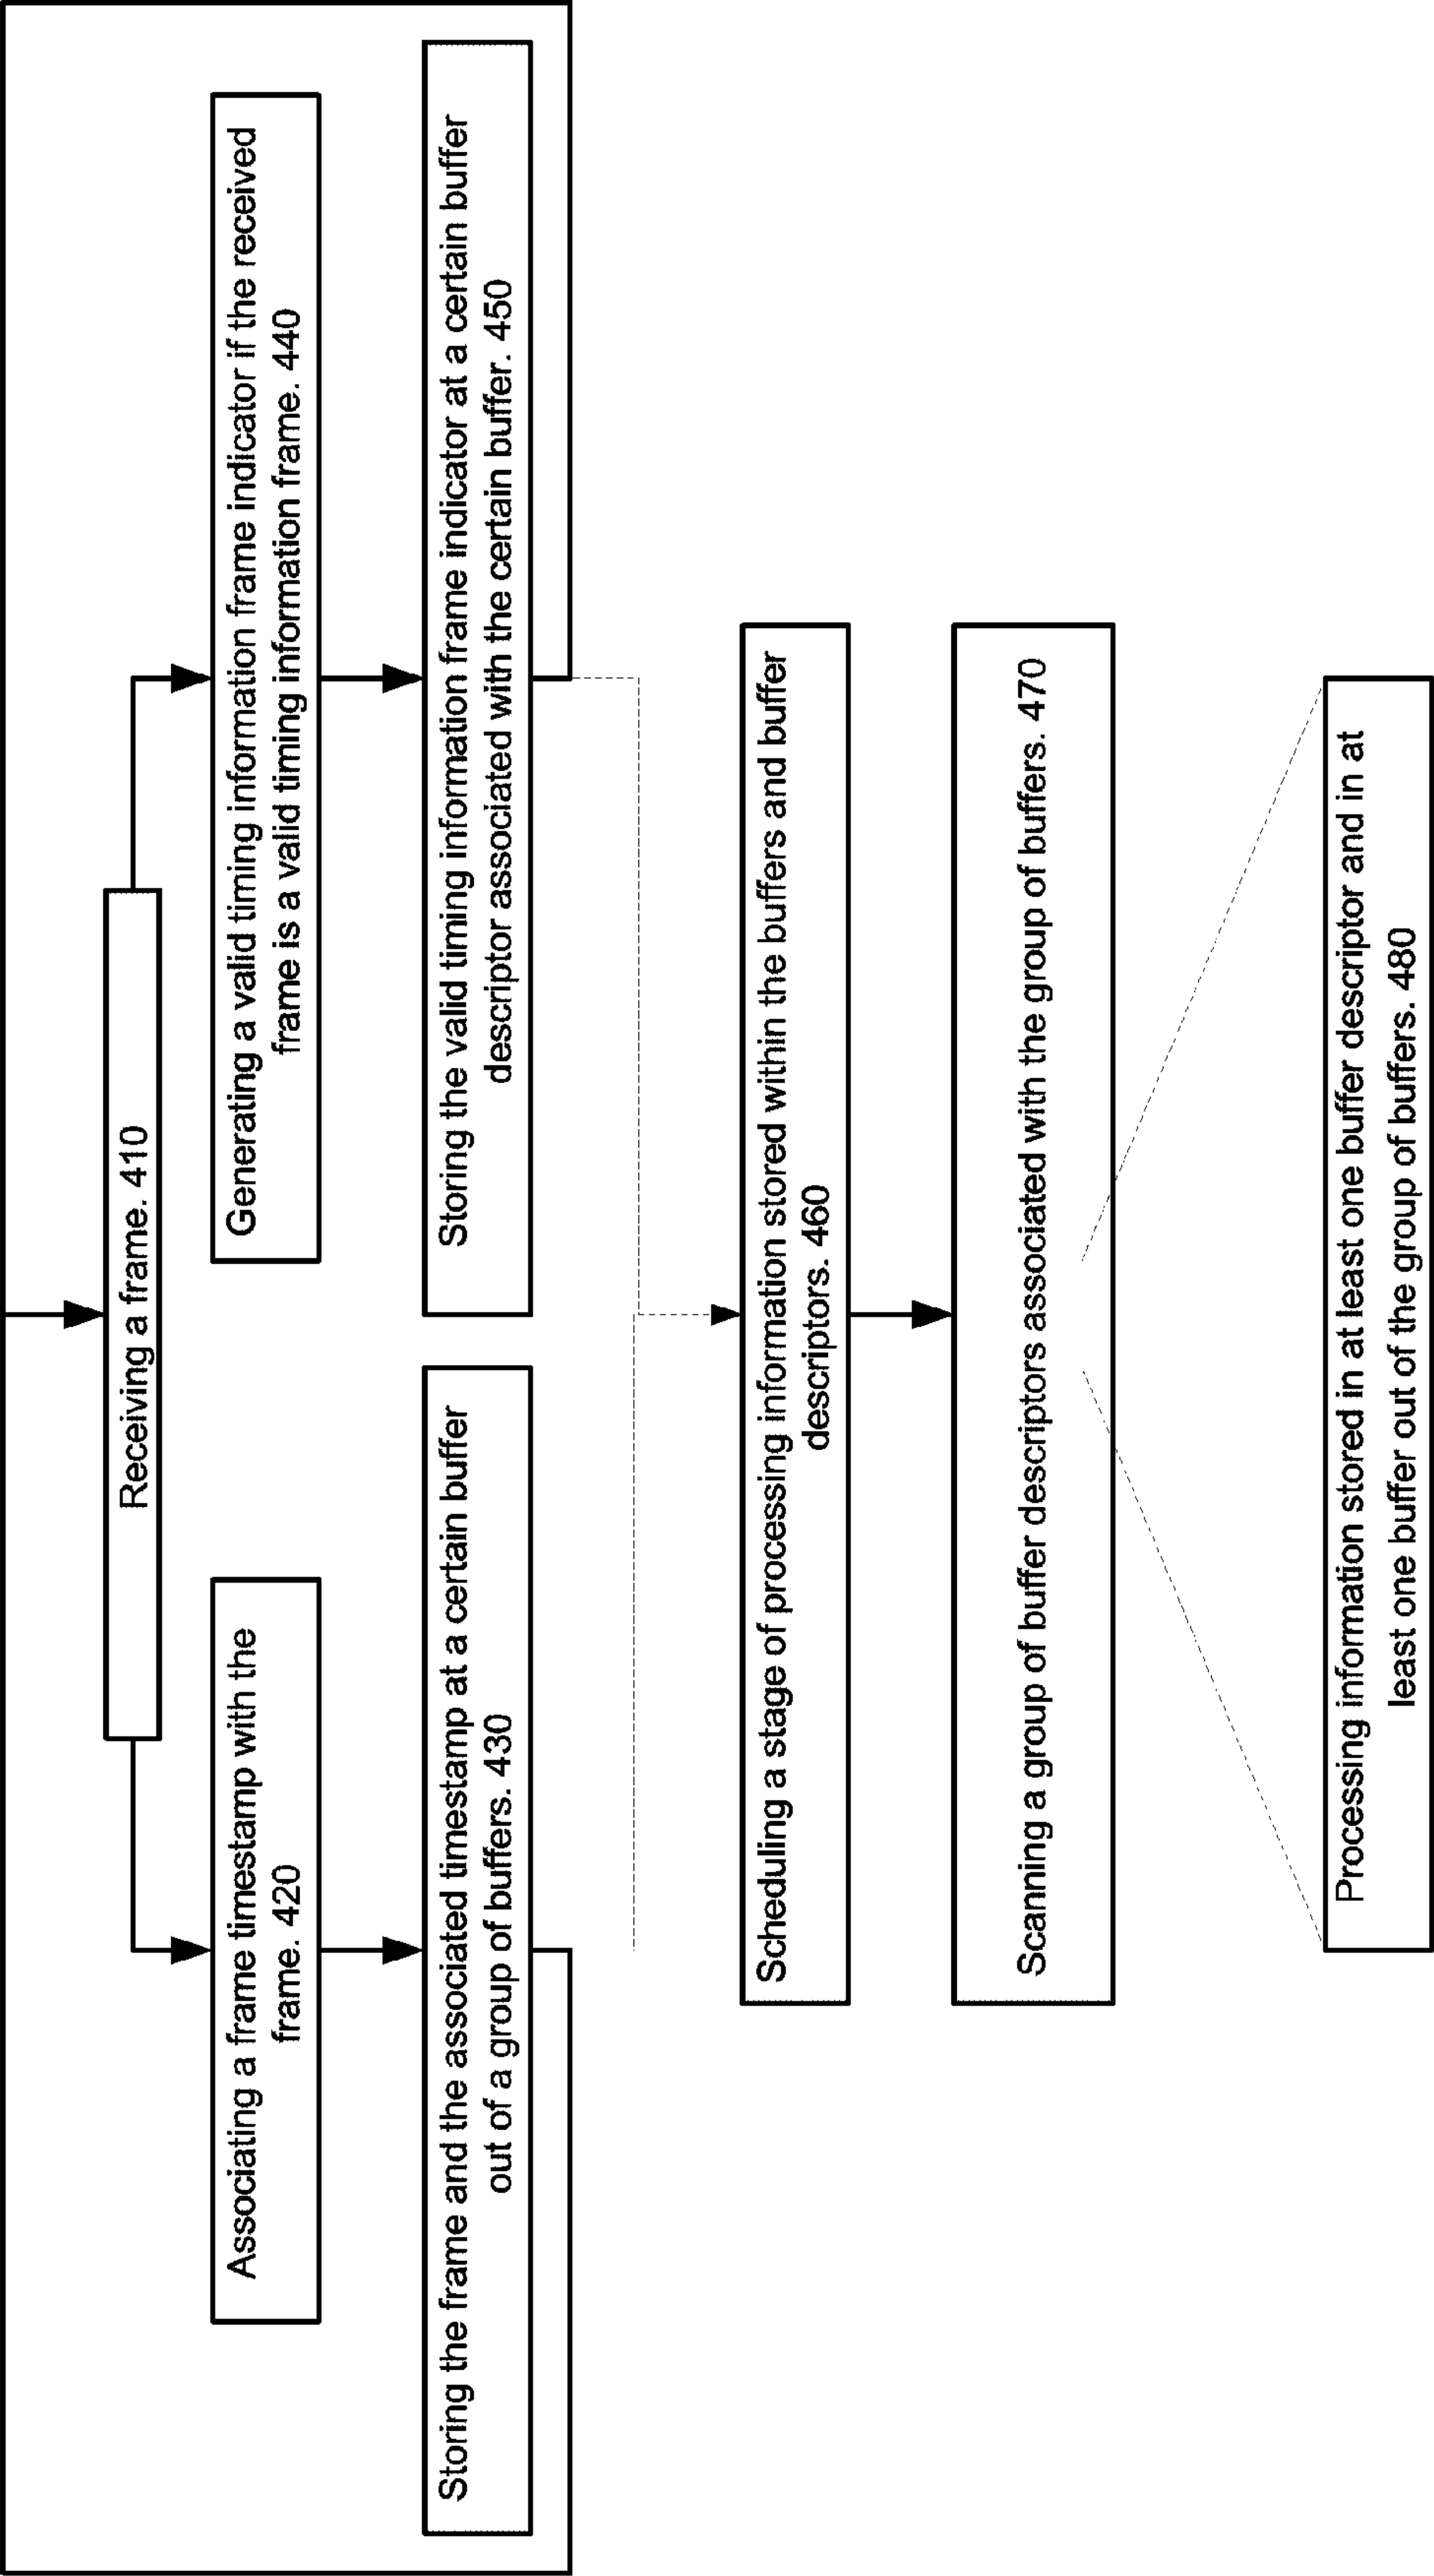 Receiving a frame. 410
Associating a frame timestamp with the
frame. 420
Generating a valid timing information frame indicator if the received
frame is a valid timing information frame. 440
Storing the frame and the associated timestamp at a certain buffer
out of a group of buffers. 430
Storing the valid timing information frame indicator at a certain buffer
descriptor associated with the certain buffer. 450
Scheduling a stage of processing information stored within the buffers and buffer
descriptors. 460
Scanning a group of buffer descriptors associated with the group of buffers. 470
Processing information stored in at least one buffer descriptor and in at
least one buffer out of the group of buffers. 480